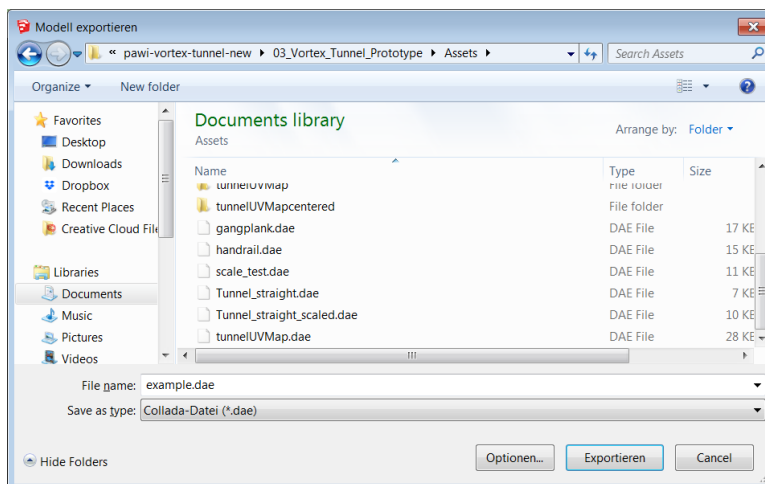 Modell exportieren
« pawi-vortex-tunnel-new 03_Vortex_Tunnel_Prototype Assets Search Assets
Organize New folder
Favorites
Desktop
Downloads
Dropbox
Recent Places
Creative Cloud File
Libraries
Documents
Music
Pictures
Videos
Documents library
Assets
Arrange by: Folder
Name Type Size
tunnelUVMap File folder
tunnelUVMapcentered File folder
gangplank.dae DAE File 17 KB
handrail.dae DAE File 15 KB
scale_test.dae DAE File 11 KB
Tunnel_straight.dae DAE File 7 KB
Tunnel_straight_scaled.dae DAE File 10 KB
tunnelUVMap.dae DAE File 28 KB
File name: example.dae
Save as type: Collada-Datei (*.dae)
Hide Folders Optionen... Exportieren Cancel